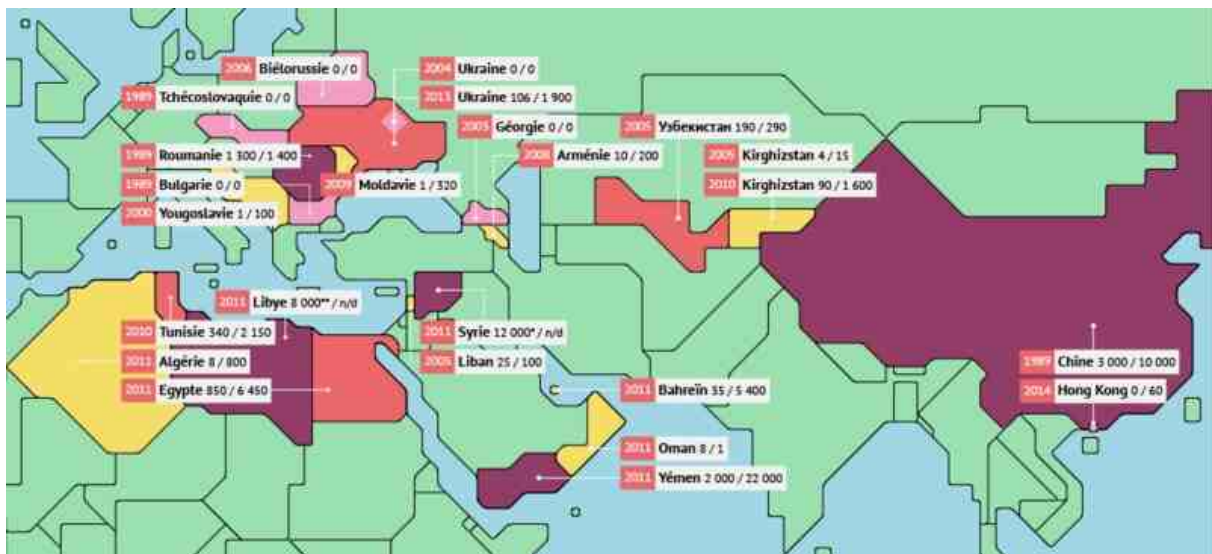 2006 Biélorussie 0 / 0
2004 Ukraine 0 / 0
1989 Tchécoslovaquie 0 / 0
2013 Ukraine 106 / 1 900
2003 Géorgie 0 / 0
2005 Узбекистан 190 / 290
1989 Roumanie 1 300 / 1 400
2008 Arménie 10 / 200
2005 Kirghizstan 4 / 15
1989 Bulgarie 0 / 0
2009 Moldavie 1 / 320
2010 Kirghizstan 90 / 1 600
2000 Yougoslavie 1 / 100
2011 Libye 8 000** / n/d
2010 Tunisie 340 / 2 150
2011 Syrie 12 000* / n/d
2011 Algérie 8 / 800
2005 Liban 25 / 100
1989 Chine 3 000 / 10 000
2011 Egypte 850 / 6 450
2011 Bahreïn 35 / 5 400
2014 Hong Kong 0 / 60
2011 Oman 8 / 1
2011 Yémen 2 000 / 22 000